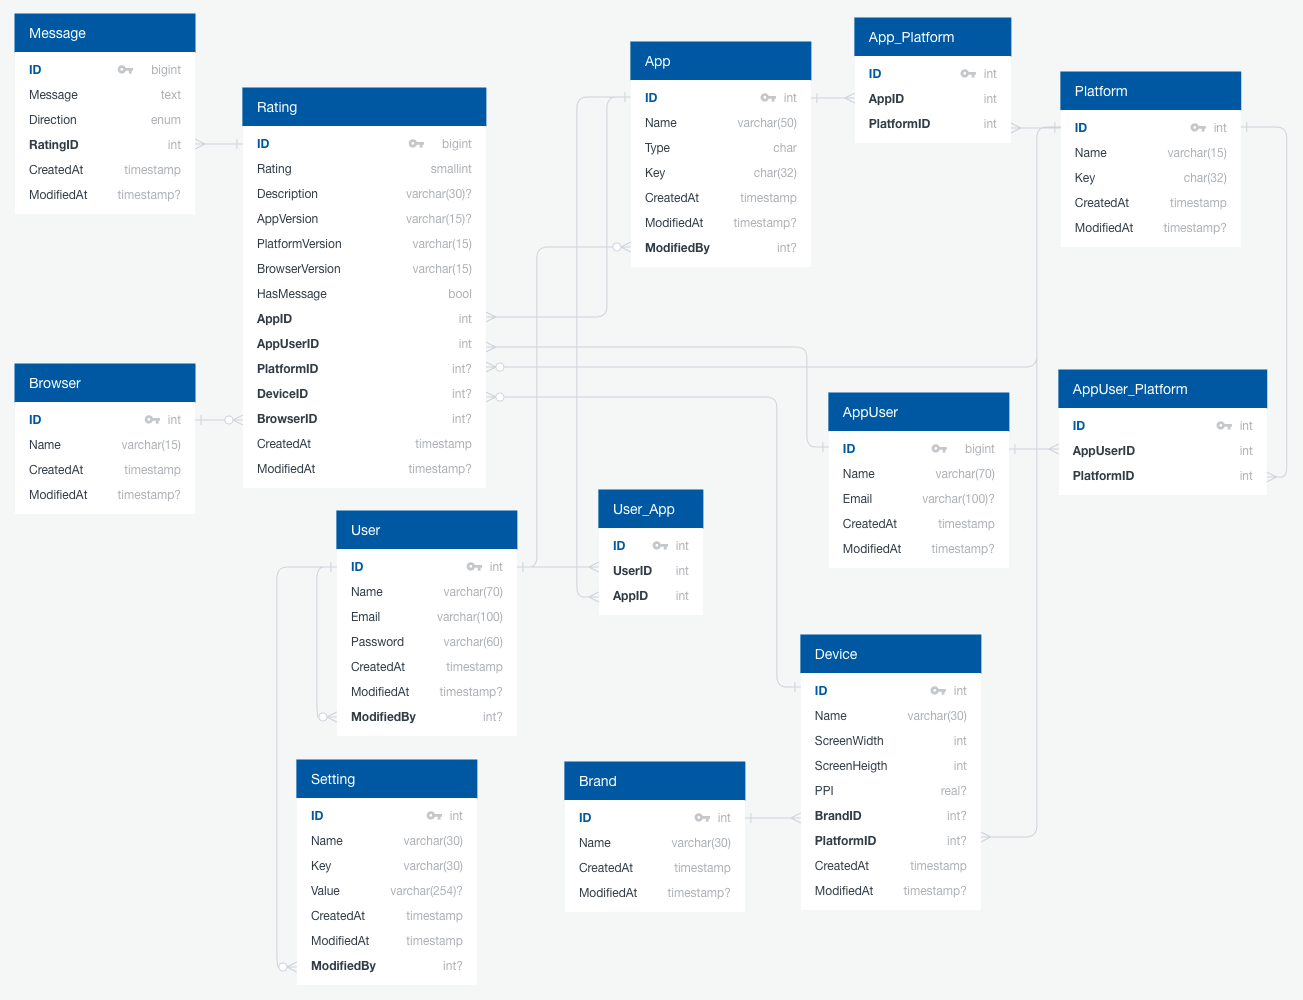 Message
ID bigint
Message text
Direction enum
RatingID int
CreatedAt timestamp
ModifiedAt timestamp?
Rating
ID bigint
Rating smallint
Description varchar(30)?
AppVersion varchar(15)?
PlatformVersion varchar(15)
BrowserVersion varchar(15)
HasMessage bool
AppID int
AppUserID int
PlatformID int?
DeviceID int?
BrowserID int?
CreatedAt timestamp
ModifiedAt timestamp?
App
ID int
Name varchar(50)
Type char
Key char(32)
CreatedAt timestamp
ModifiedAt timestamp?
ModifiedBy int?
App_Platform
ID int
AppID int
PlatformID int
Platform
ID int
Name varchar(15)
Key char(32)
CreatedAt timestamp
ModifiedAt timestamp?
Browser
ID int
Name varchar(15)
CreatedAt timestamp
ModifiedAt timestamp?
AppUser
ID bigint
Name varchar(70)
Email varchar(100)?
CreatedAt timestamp
ModifiedAt timestamp?
AppUser_Platform
ID int
AppUserID int
PlatformID int
User
ID int
Name varchar(70)
Email varchar(100)
Password varchar(60)
CreatedAt timestamp
ModifiedAt timestamp?
ModifiedBy int?
User_App
ID int
UserID int
AppID int
Setting
ID int
Name varchar(30)
Key varchar(30)
Value varchar(254)?
CreatedAt timestamp
ModifiedAt timestamp
ModifiedBy int?
Brand
ID int
Name varchar(30)
CreatedAt timestamp
ModifiedAt timestamp?
Device
ID int
Name varchar(30)
ScreenWidth int
ScreenHeigth int
PPI real?
BrandID int?
PlatformID int?
CreatedAt timestamp
ModifiedAt timestamp?